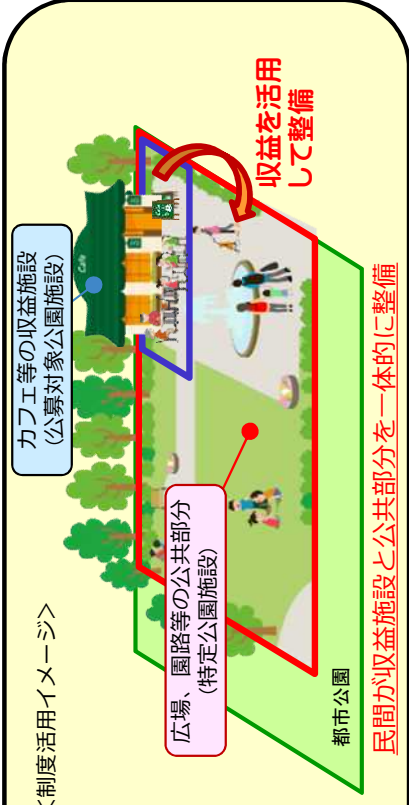 <制度活用イメージ>
カフェ等の収益施設
(公募対象公園施設)
Cafe
収益を活用
して整備
広場、園路等の公共部分
(特定公園施設)
都市公園
民間が収益施設と公共部分を一体的に整備